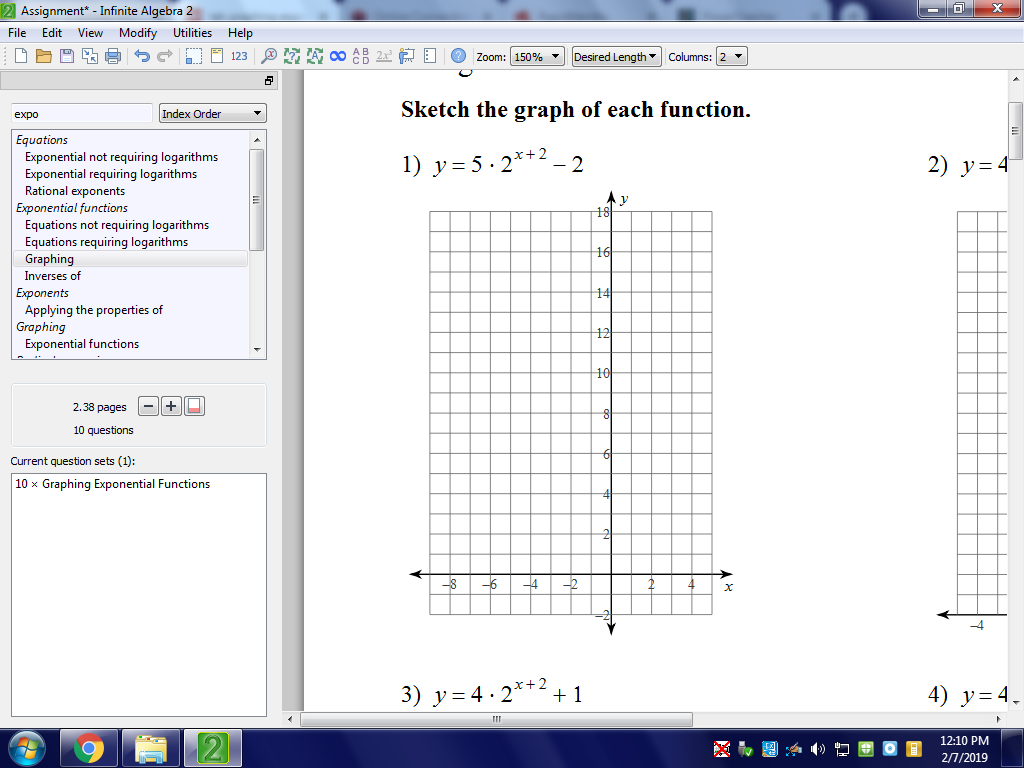 Assignment* - Infinite Algebra 2
File Edit View Modify Utilities Help
123 Zoom: 150% Desired Length Columns: 2
expo Index Order
Equations
Exponential not requiring logarithms
Exponential requiring logarithms
Rational exponents
Exponential functions
Equations not requiring logarithms
Equations requiring logarithms
Graphing
Inverses of
Exponents
Applying the properties of
Graphing
Exponential functions
2.38 pages
10 questions
Current question sets (1):
10 × Graphing Exponential Functions
Sketch the graph of each function.
1) y = 5 · 2^{x + 2} − 2
2) y = 4
y
18
16
14
12
10
8
6
4
2
−8 −6 −4 −2 2 4 x
−2
−4
3) y = 4 · 2^{x + 2} + 1
4) y = 4
12:10 PM
2/7/2019